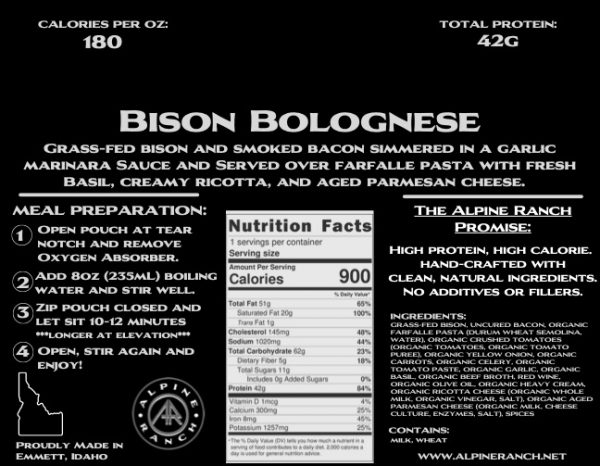 CALORIES PER OZ:
180
TOTAL PROTEIN:
42G
BISON BOLOGNESE
GRASS-FED BISON AND SMOKED BACON SIMMERED IN A GARLIC
MARINARA SAUCE AND SERVED OVER FARFALLE PASTA WITH FRESH
BASIL, CREAMY RICOTTA, AND AGED PARMESAN CHEESE.
MEAL PREPARATION:
1 OPEN POUCH AT TEAR
NOTCH AND REMOVE
OXYGEN ABSORBER.
2 ADD 8OZ (235ML) BOILING
WATER AND STIR WELL.
3 ZIP POUCH CLOSED AND
LET SIT 10-12 MINUTES
***LONGER AT ELEVATION***
4 OPEN, STIR AGAIN AND
ENJOY!
PROUDLY MADE IN
EMMETT, IDAHO
ALPINE
RANCH
Nutrition Facts
1 servings per container
Serving size
Amount Per Serving
Calories 900
% Daily Value*
Total Fat 51g 65%
Saturated Fat 20g 100%
Trans Fat 1g
Cholesterol 145mg 48%
Sodium 1020mg 44%
Total Carbohydrate 62g 23%
Dietary Fiber 5g 18%
Total Sugars 11g
Includes 0g Added Sugars 0%
Protein 42g 84%
Vitamin D 1mcg 4%
Calcium 300mg 25%
Iron 8mg 45%
Potassium 1257mg 25%
*The % Daily Value (DV) tells you how much a nutrient in a
serving of food contributes to a daily diet. 2,000 calories a
day is used for general nutrition advice.
THE ALPINE RANCH
PROMISE:
HIGH PROTEIN, HIGH CALORIE.
HAND-CRAFTED WITH
CLEAN, NATURAL INGREDIENTS.
NO ADDITIVES OR FILLERS.
INGREDIENTS:
GRASS-FED BISON, UNCURED BACON, ORGANIC
FARFALLE PASTA (DURUM WHEAT SEMOLINA,
WATER), ORGANIC CRUSHED TOMATOES
(ORGANIC TOMATOES, ORGANIC TOMATO
PUREE), ORGANIC YELLOW ONION, ORGANIC
CARROTS, ORGANIC CELERY, ORGANIC
TOMATO PASTE, ORGANIC GARLIC, ORGANIC
BASIL, ORGANIC BEEF BROTH, RED WINE,
ORGANIC OLIVE OIL, ORGANIC HEAVY CREAM,
ORGANIC RICOTTA CHEESE (ORGANIC WHOLE
MILK, ORGANIC VINEGAR, SALT), ORGANIC AGED
PARMESAN CHEESE (ORGANIC MILK, CHEESE
CULTURE, ENZYMES, SALT), SPICES
CONTAINS:
MILK, WHEAT
WWW.ALPINERANCH.NET